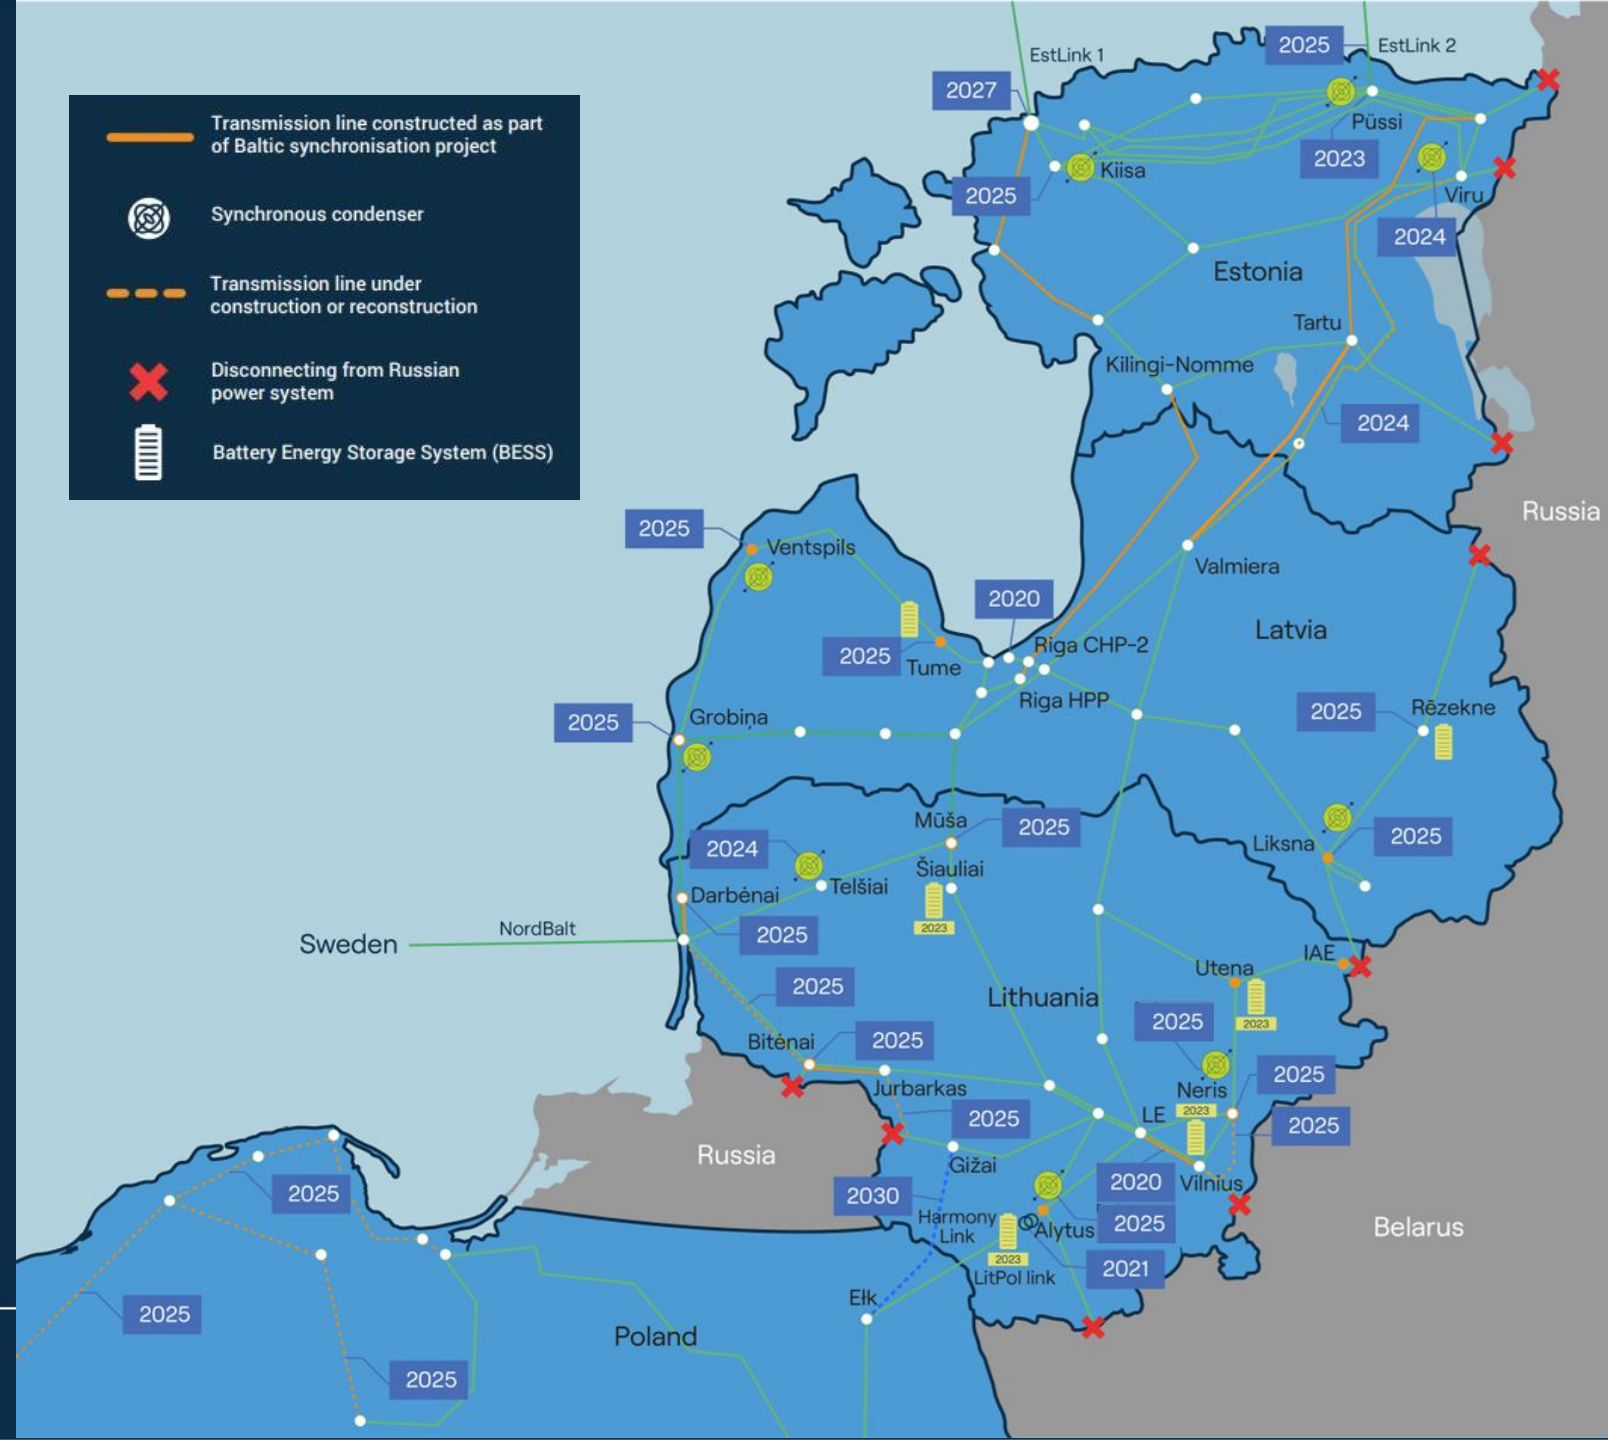 Transmission line constructed as part
of Baltic synchronisation project
Synchronous condenser
Transmission line under
construction or reconstruction
Disconnecting from Russian
power system
Battery Energy Storage System (BESS)
EstLink 1
2025
EstLink 2
2027
Püssi
2023
Kiisa
2025
Viru
2024
Estonia
Tartu
Kilingi-Nomme
2024
Russia
2025
Ventspils
Valmiera
2020
Latvia
Riga CHP-2
2025
Tume
Riga HPP
2025
Grobiņa
2025
Rēzekne
Mūša
2025
2024
Liksna
2025
Šiauliai
Telšiai
Darbėnai
2023
2025
Sweden
NordBalt
IAE
Utena
2025
Lithuania
2025
2023
Bitėnai
2025
Neris
2025
Jurbarkas
2025
LE
2023
2025
Russia
Gižai
2030
2020
Vilnius
2025
Harmony
Link
Alytus
2025
Belarus
2023
LitPol link
2021
Ełk
2025
Poland
2025